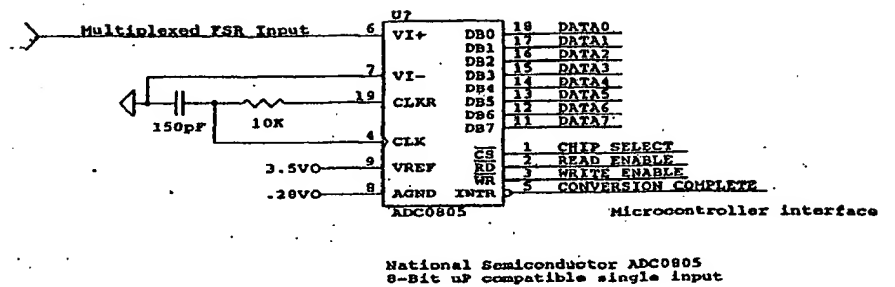 U?
Multiplexed FSR Input 6 VI+ DB0 18 DATA0
DB1 17 DATA1
DB2 16 DATA2
7 VI- DB3 15 DATA3
DB4 14 DATA4
19 CLKR DB5 13 DATA5
DB6 12 DATA6
150pF 10K DB7 11 DATA7
4 CLK
CS 1 CHIP SELECT
3.5V 9 VREF RD 2 READ ENABLE
WR 3 WRITE ENABLE
.20V 8 AGND INTR 5 CONVERSION COMPLETE
ADC0805 Microcontroller interface
National Semiconductor ADC0805
8-Bit uP compatible single input